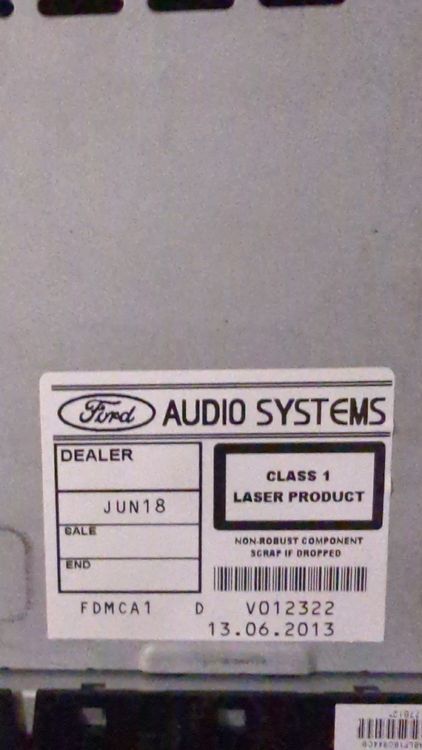 Ford AUDIO SYSTEMS
DEALER
JUN18
SALE
END
CLASS 1
LASER PRODUCT
NON-ROBUST COMPONENT
SCRAP IF DROPPED
FDMCA1 D V012322
13.06.2013